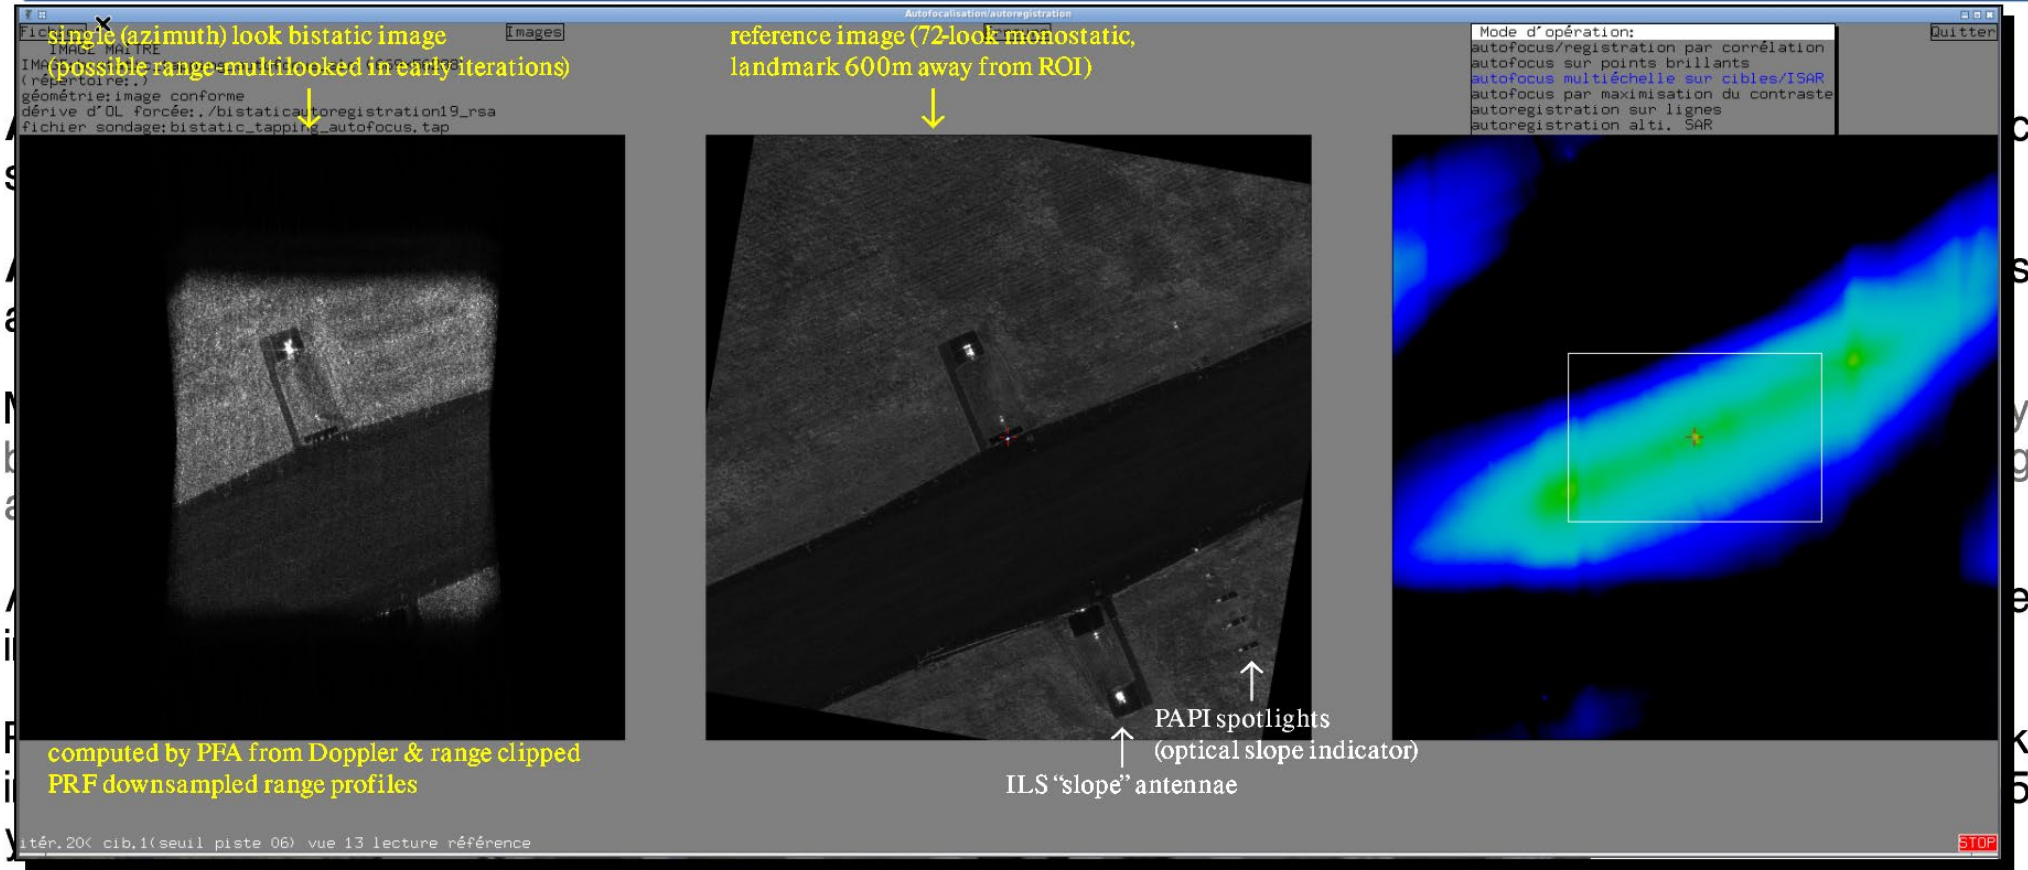 Autofocalisation/autoregistration
Images
Quitter
single (azimuth) look bistatic image
(possible range-multilooked in early iterations)
IMAGE MAITRE
(répertoire:.)
géométrie:image conforme
dérive d'OL forcée:./bistaticautoregistration19_rsa
fichier sondage:bistatic_tapping_autofocus.tap
reference image (72-look monostatic,
landmark 600m away from ROI)
Mode d'opération:
autofocus/registration par corrélation
autofocus sur points brillants
autofocus multiéchelle sur cibles/ISAR
autofocus par maximisation du contraste
autoregistration sur lignes
autoregistration alti. SAR
computed by PFA from Doppler & range clipped
PRF downsampled range profiles
PAPI spotlights
(optical slope indicator)
ILS “slope” antennae
itér.20< cib.1(seuil piste 06) vue 13 lecture référence
STOP